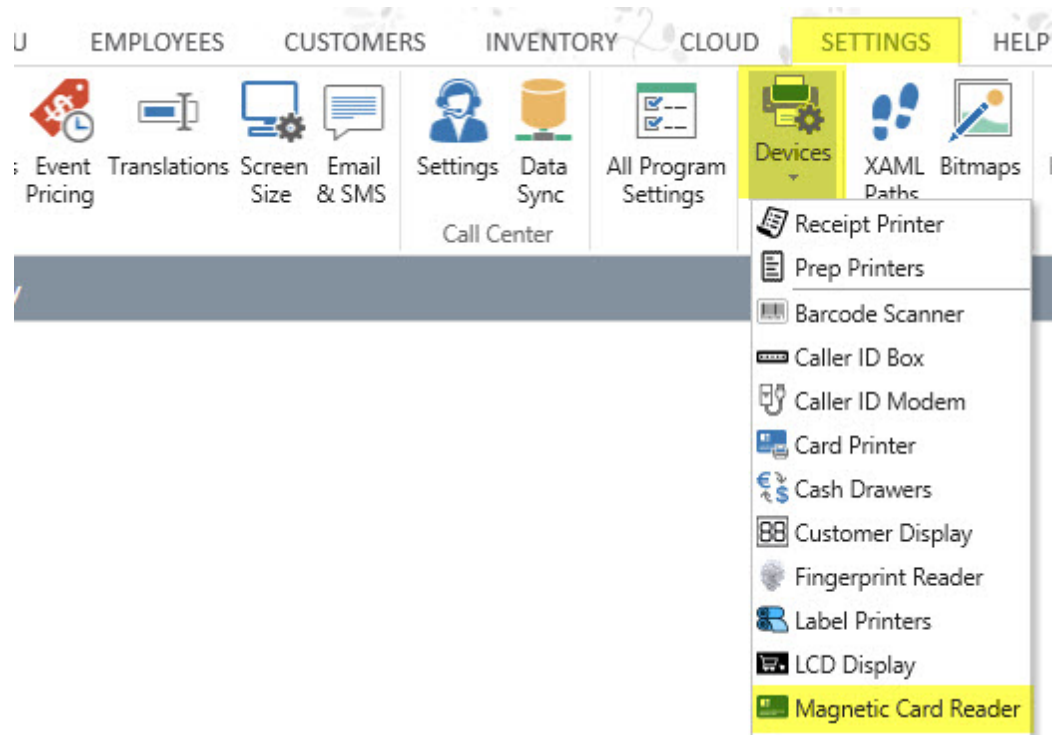 U EMPLOYEES CUSTOMERS INVENTORY CLOUD SETTINGS HELP
s Event Translations Screen Email Settings Data All Program Devices XAML Bitmaps
Pricing Size & SMS Sync Settings Paths
Call Center
y
Receipt Printer
Prep Printers
Barcode Scanner
Caller ID Box
Caller ID Modem
Card Printer
Cash Drawers
Customer Display
Fingerprint Reader
Label Printers
LCD Display
Magnetic Card Reader